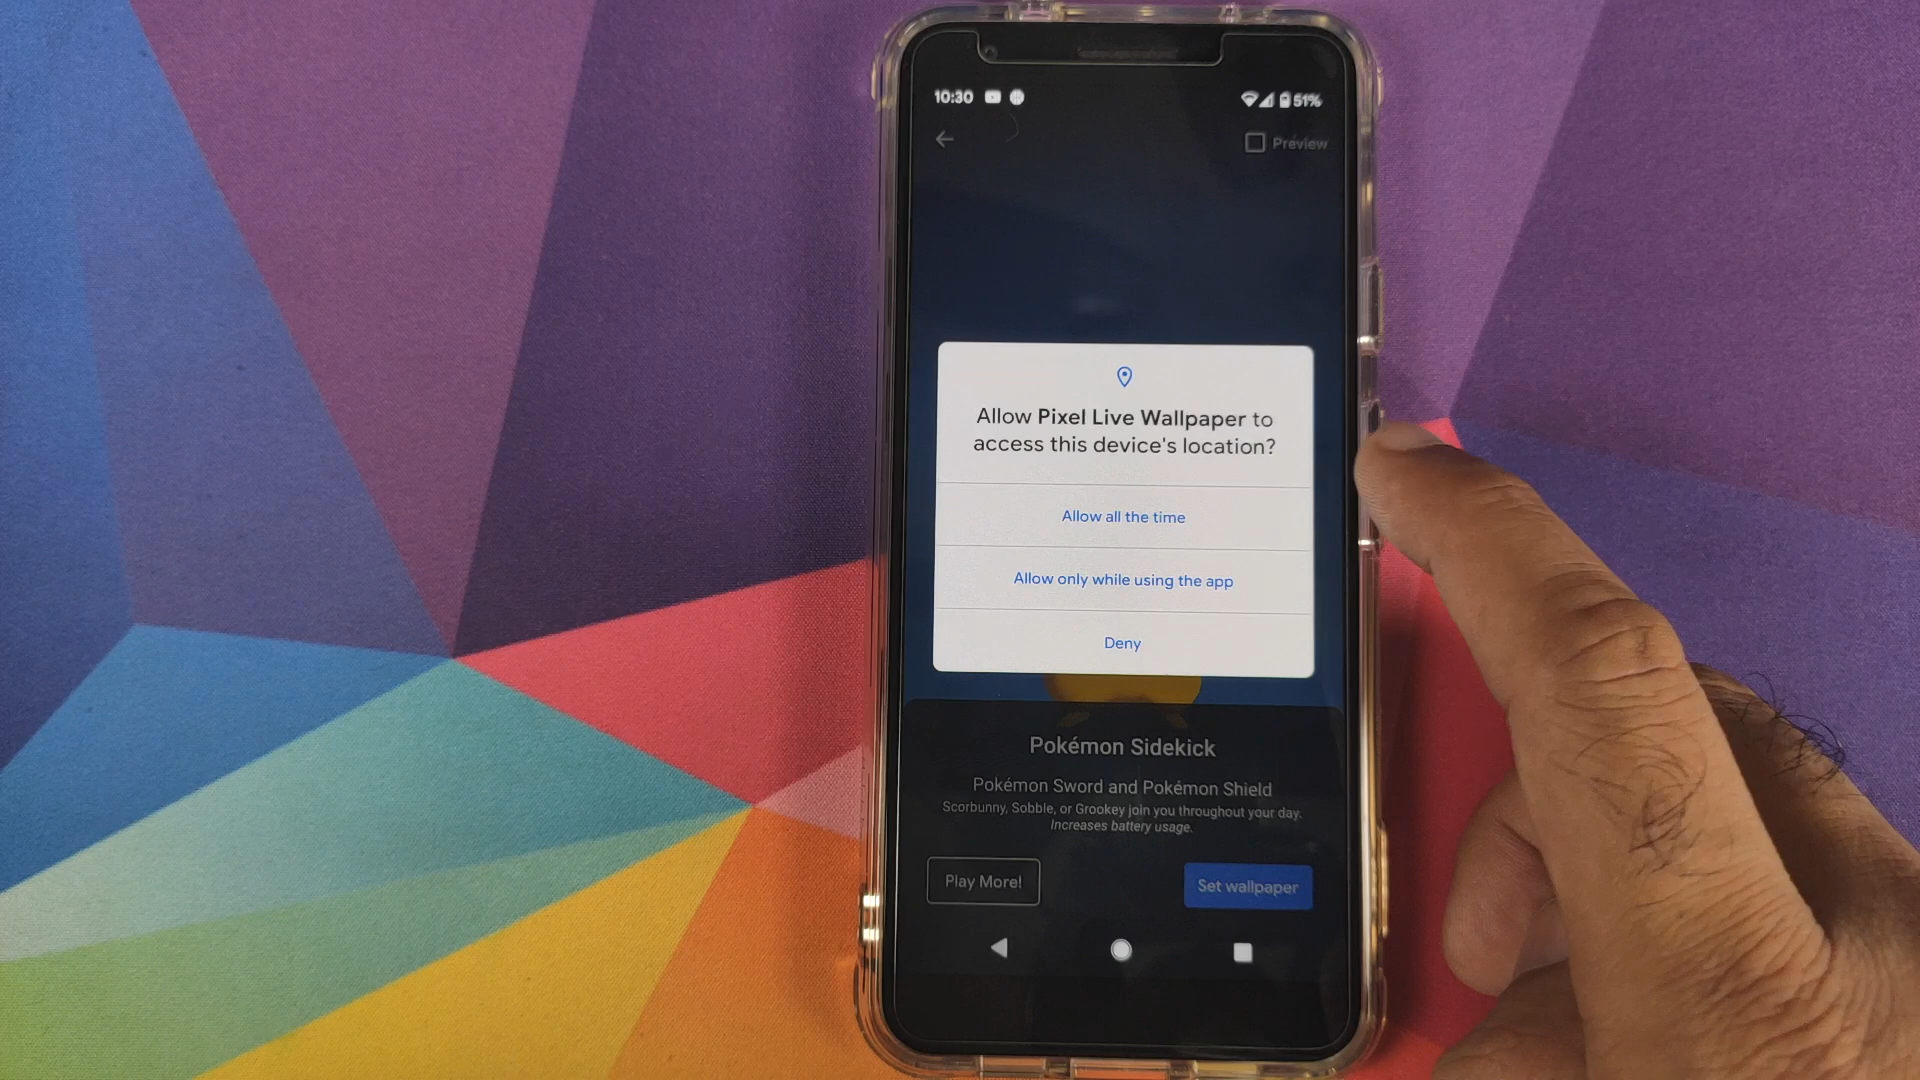 10:30 51%
Preview
Allow Pixel Live Wallpaper to
access this device's location?
Allow all the time
Allow only while using the app
Deny
Pokémon Sidekick
Pokémon Sword and Pokémon Shield
Scorbunny, Sobble, or Grookey join you throughout your day.
Increases battery usage.
Play More! Set wallpaper